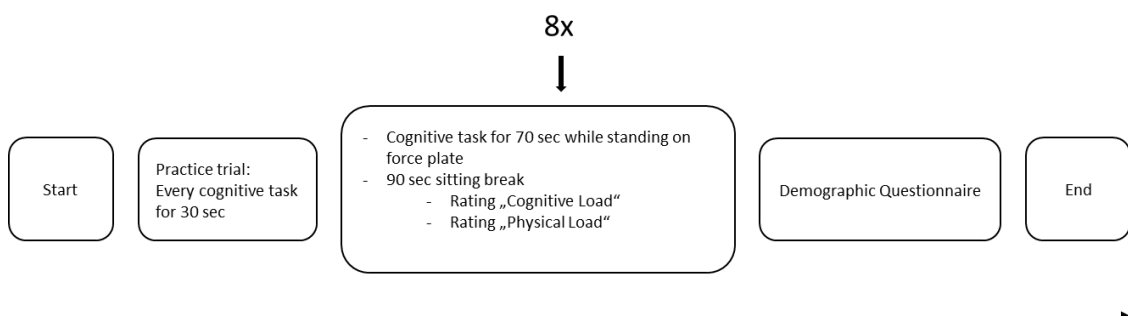 8x
Start
Practice trial:
Every cognitive task
for 30 sec
- Cognitive task for 70 sec while standing on
force plate
- 90 sec sitting break
- Rating „Cognitive Load“
- Rating „Physical Load“
Demographic Questionnaire
End